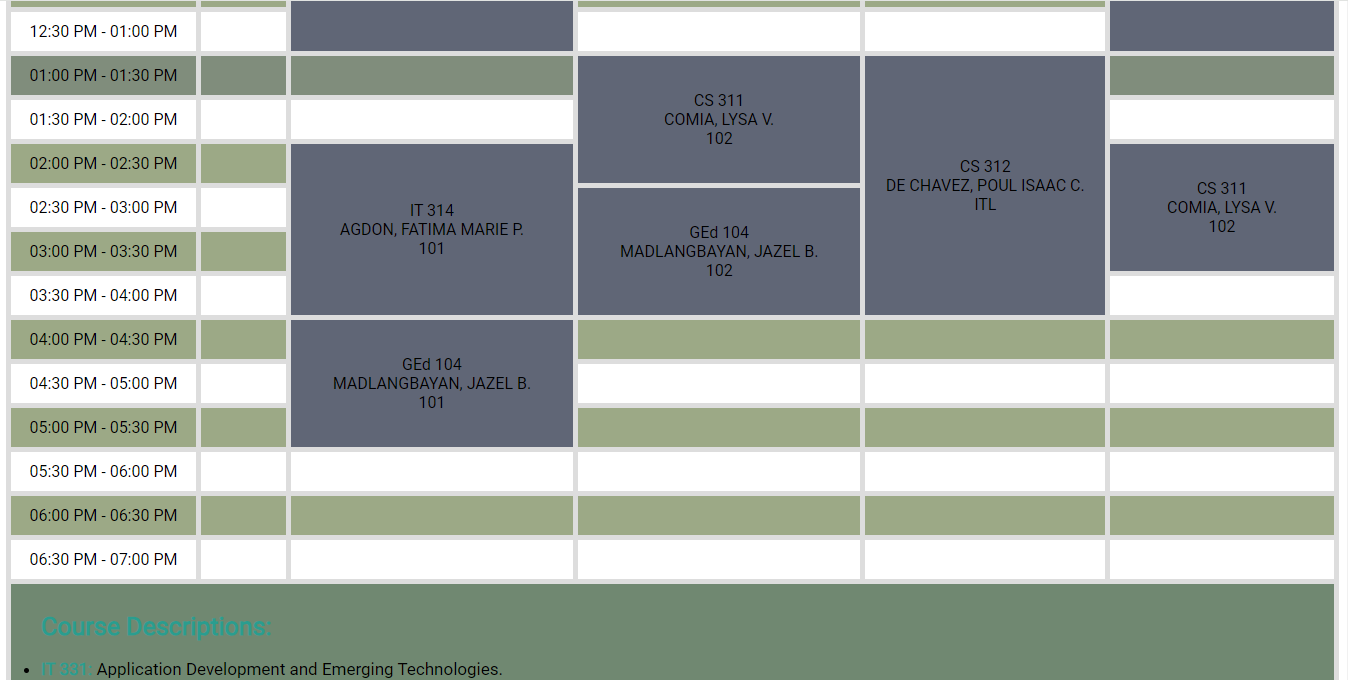 12:30 PM - 01:00 PM
01:00 PM - 01:30 PM
CS 311
COMIA, LYSA V.
102
01:30 PM - 02:00 PM
02:00 PM - 02:30 PM
CS 312
DE CHAVEZ, POUL ISAAC C.
ITL
CS 311
COMIA, LYSA V.
102
IT 314
AGDON, FATIMA MARIE P.
101
02:30 PM - 03:00 PM
GEd 104
MADLANGBAYAN, JAZEL B.
102
03:00 PM - 03:30 PM
03:30 PM - 04:00 PM
04:00 PM - 04:30 PM
GEd 104
MADLANGBAYAN, JAZEL B.
101
04:30 PM - 05:00 PM
05:00 PM - 05:30 PM
05:30 PM - 06:00 PM
06:00 PM - 06:30 PM
06:30 PM - 07:00 PM
Course Descriptions:
• IT 331: Application Development and Emerging Technologies.